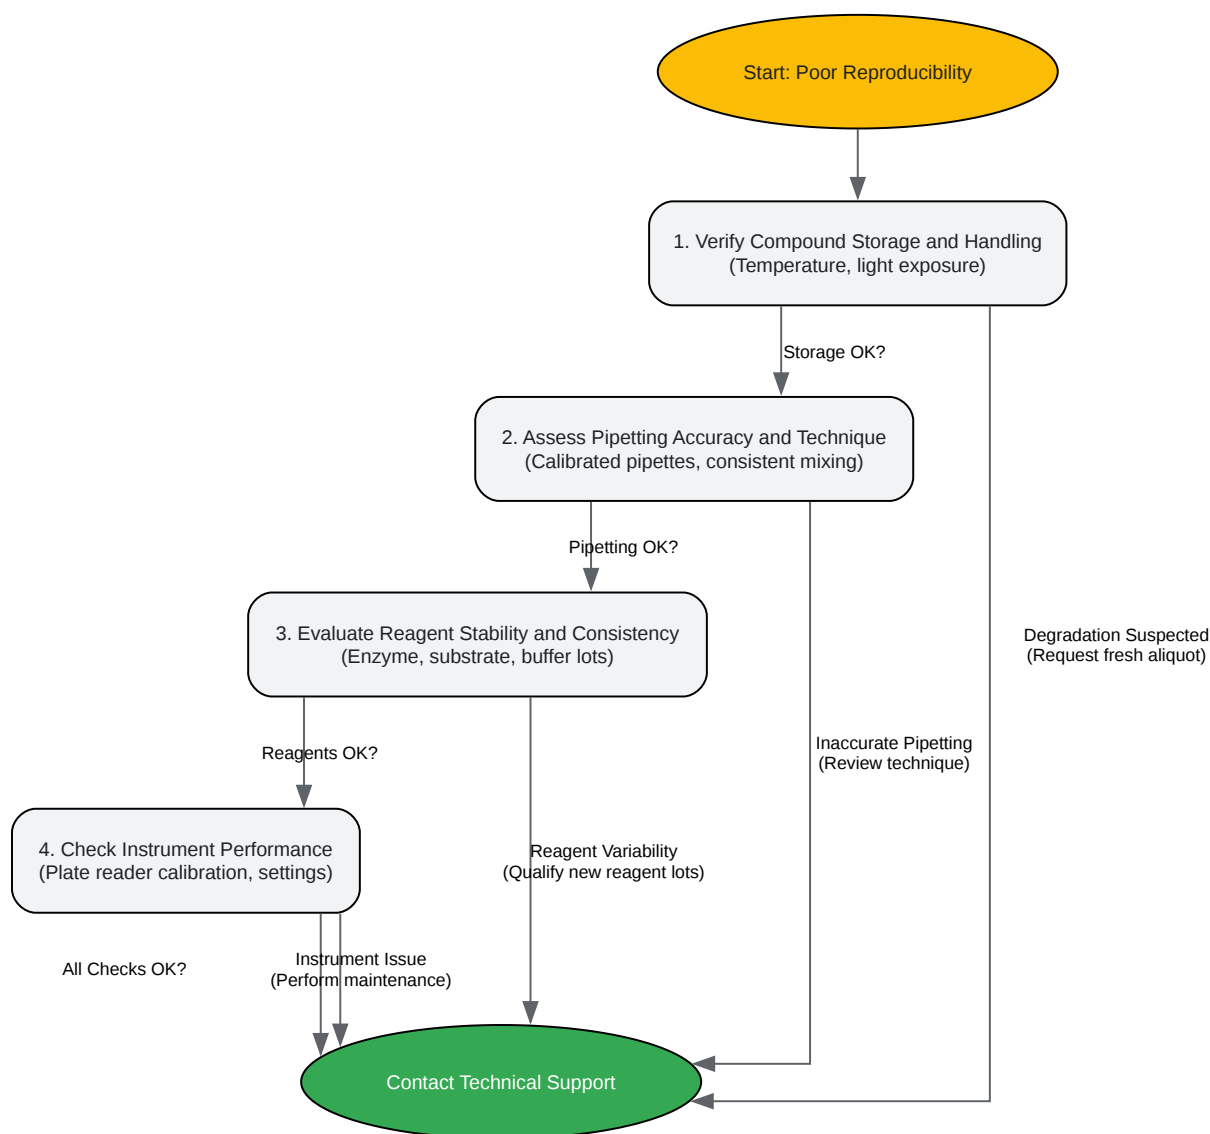 Start: Poor Reproducibility
1. Verify Compound Storage and Handling
(Temperature, light exposure)
Storage OK?
2. Assess Pipetting Accuracy and Technique
(Calibrated pipettes, consistent mixing)
Pipetting OK?
3. Evaluate Reagent Stability and Consistency
(Enzyme, substrate, buffer lots)
Degradation Suspected
(Request fresh aliquot)
Reagents OK?
Inaccurate Pipetting
(Review technique)
4. Check Instrument Performance
(Plate reader calibration, settings)
Reagent Variability
(Qualify new reagent lots)
All Checks OK?
Instrument Issue
(Perform maintenance)
Contact Technical Support